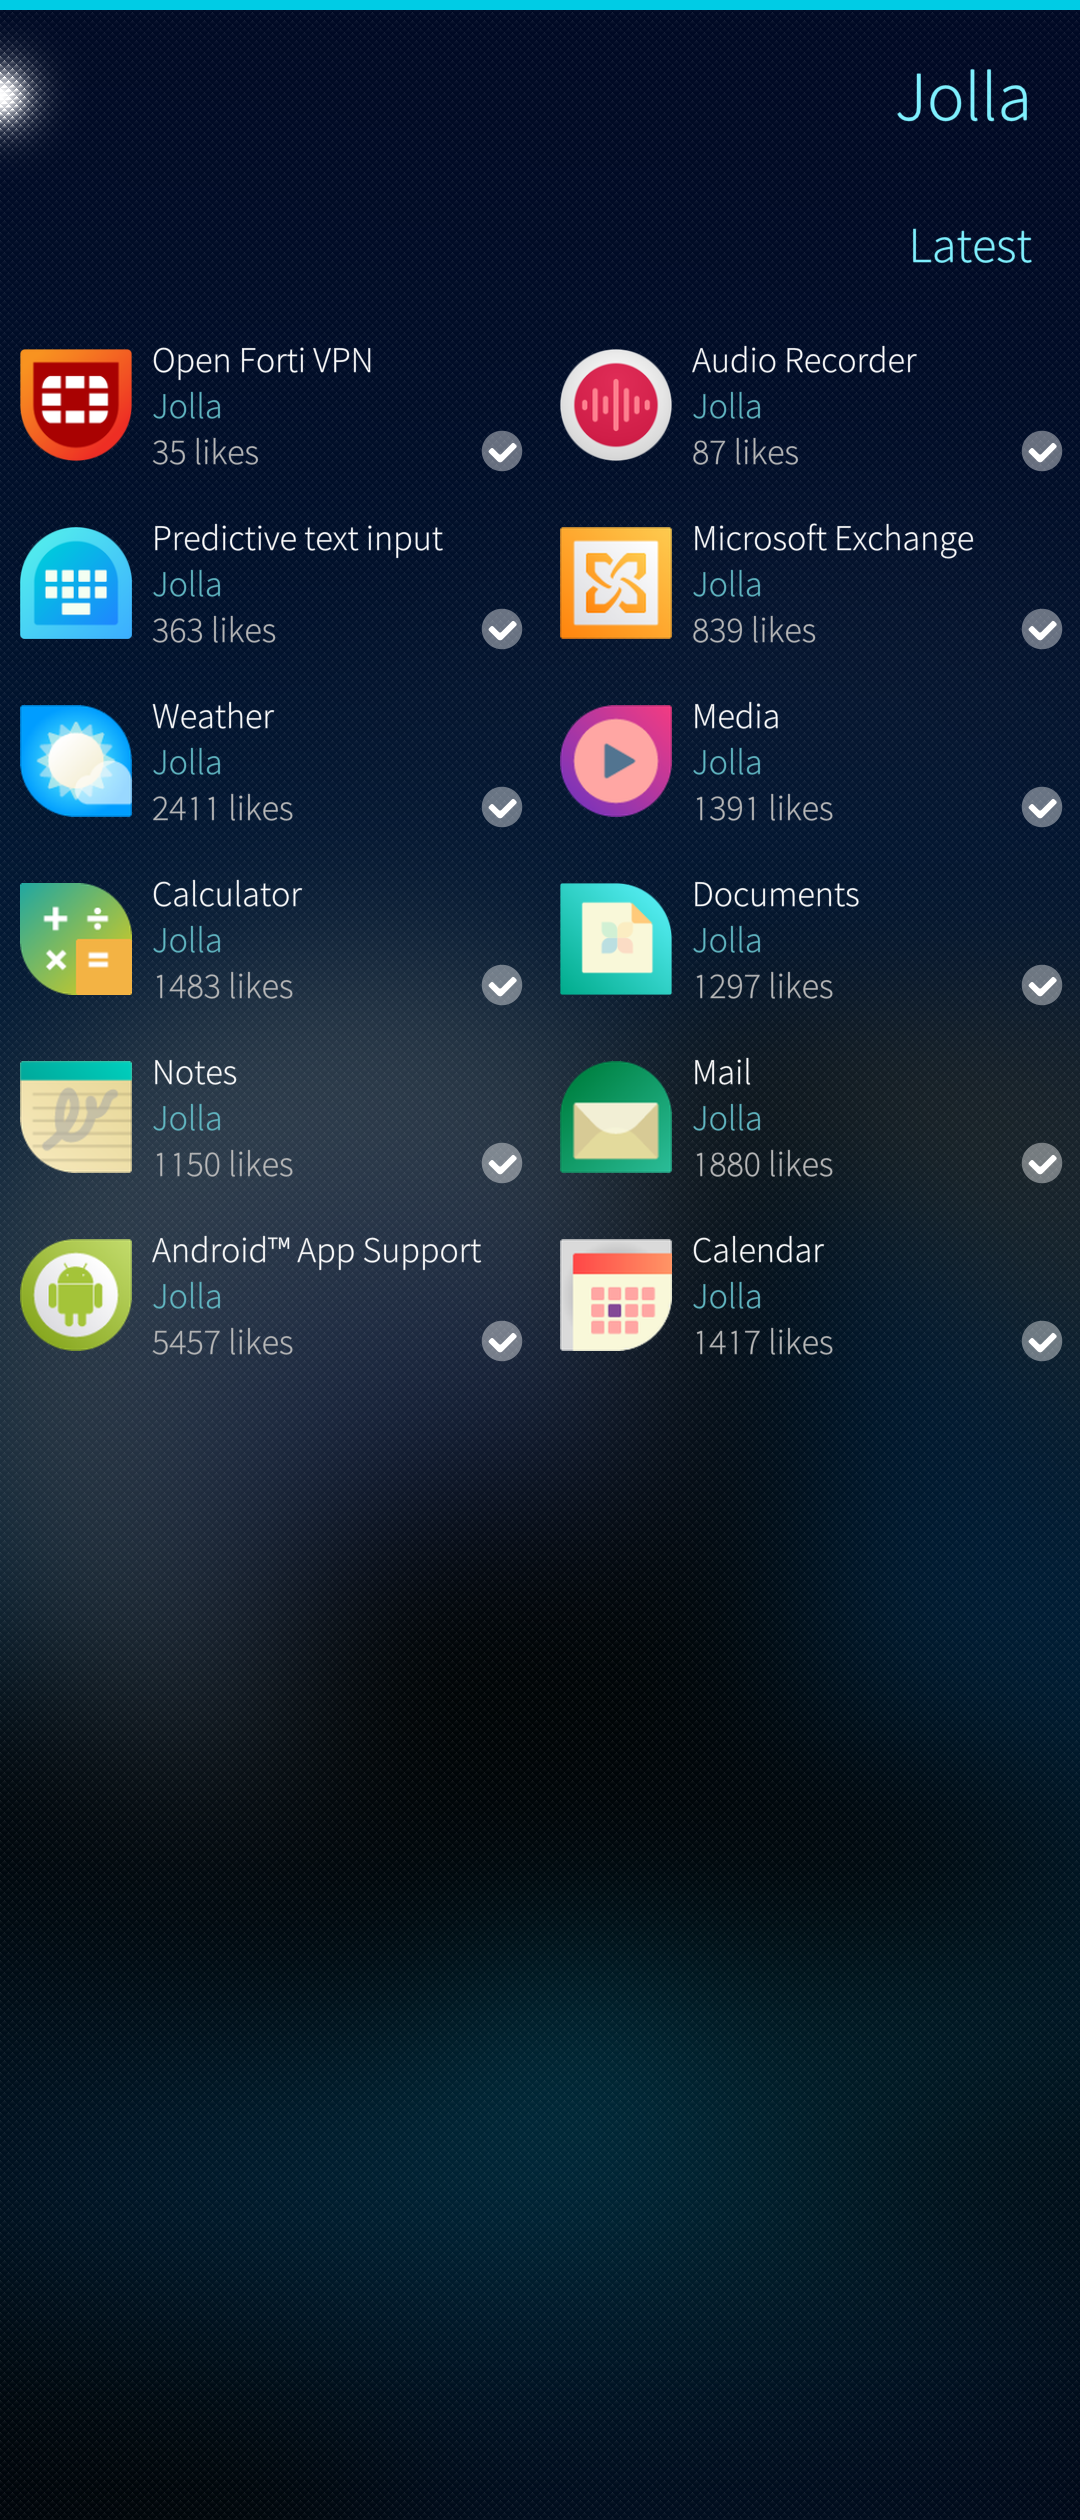 Jolla
Latest
Open Forti VPN
Jolla
35 likes
Audio Recorder
Jolla
87 likes
Predictive text input
Jolla
363 likes
Microsoft Exchange
Jolla
839 likes
Weather
Jolla
2411 likes
Media
Jolla
1391 likes
Calculator
Jolla
1483 likes
Documents
Jolla
1297 likes
Notes
Jolla
1150 likes
Mail
Jolla
1880 likes
Android™ App Support
Jolla
5457 likes
Calendar
Jolla
1417 likes